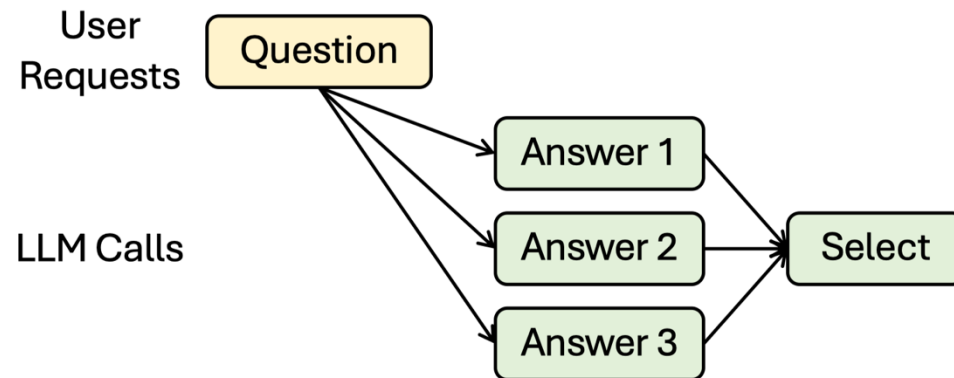 User
Requests
Question
Answer 1
LLM Calls
Answer 2
Select
Answer 3